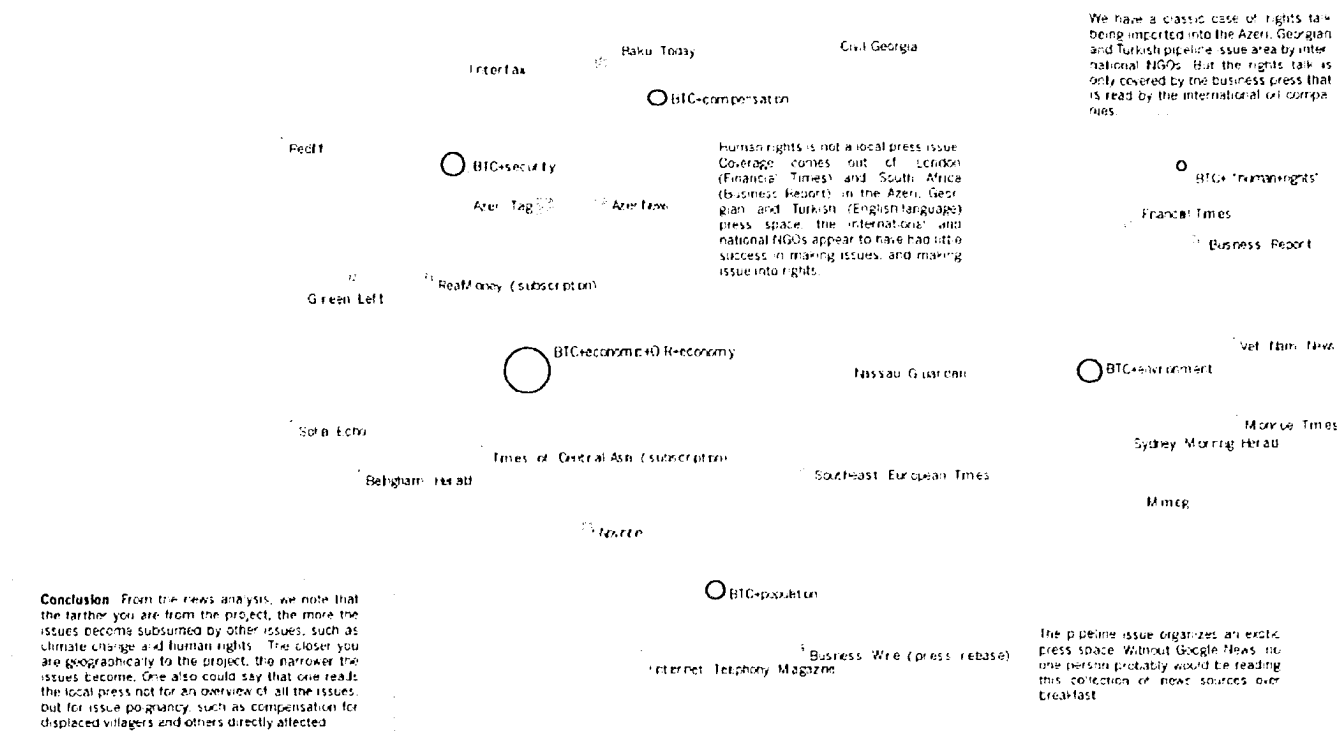 We have a classic case of rights talk
being imported into the Azeri, Georgian
and Turkish pipeline issue area by inter
national NGOs. But the rights talk is
only covered by the business press that
is read by the international oil compa
nies.
Baku Today
Civil Georgia
Interfax
BTC+compensation
Rediff
BTC+security
Human rights is not a local press issue.
Coverage comes out of London
(Financial Times) and South Africa
(Business Report). in the Azeri, Geor
gian and Turkish (English language)
press space, the international and
national NGOs appear to have had little
success in making issues, and making
issue into rights.
BTC+ "human+rights"
Azer Tag
AzerNews
Financial Times
Business Report
Green Left
RealMoney (subscription)
BTC+economic+OR+economy
Nassau Guardian
BTC+environment
Viet Nam News
Sofia Echo
Monroe Times
Sydney Morning Herald
Times of Central Asia (subscription)
Bellingham Herald
Southeast European Times
Novinite
BTC+population
Conclusion From the news analysis, we note that
the farther you are from the project, the more the
issues become subsumed by other issues, such as
climate change and human rights. The closer you
are geographically to the project, the narrower the
issues become. One also could say that one reads
the local press not for an overview of all the issues,
but for issue poignancy, such as compensation for
displaced villagers and others directly affected
Business Wire (press release)
Internet Telephony Magazine
The pipeline issue organizes an exotic
press space. Without Google News, no
one person probably would be reading
this collection of news sources over
breakfast